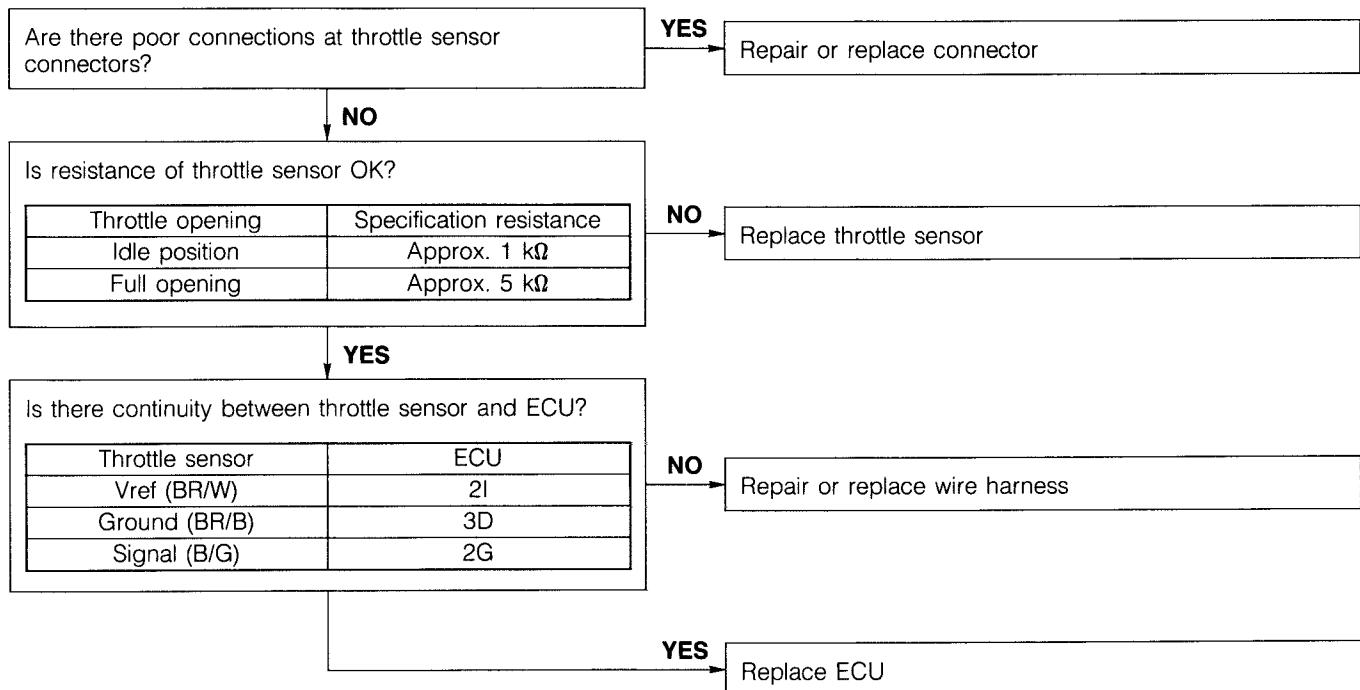 Are there poor connections at throttle sensor
connectors?
YES
Repair or replace connector
NO
Is resistance of throttle sensor OK?
Throttle opening Specification resistance
Idle position Approx. 1 kΩ
Full opening Approx. 5 kΩ
NO
Replace throttle sensor
YES
Is there continuity between throttle sensor and ECU?
Throttle sensor ECU
Vref (BR/W) 2I
Ground (BR/B) 3D
Signal (B/G) 2G
NO
Repair or replace wire harness
YES
Replace ECU